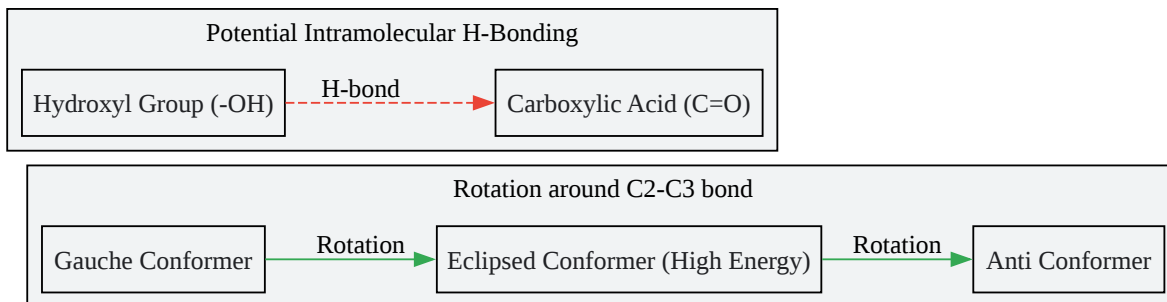 Potential Intramolecular H-Bonding
Hydroxyl Group (-OH)
H-bond
Carboxylic Acid (C=O)
Rotation around C2-C3 bond
Gauche Conformer
Rotation
Eclipsed Conformer (High Energy)
Rotation
Anti Conformer